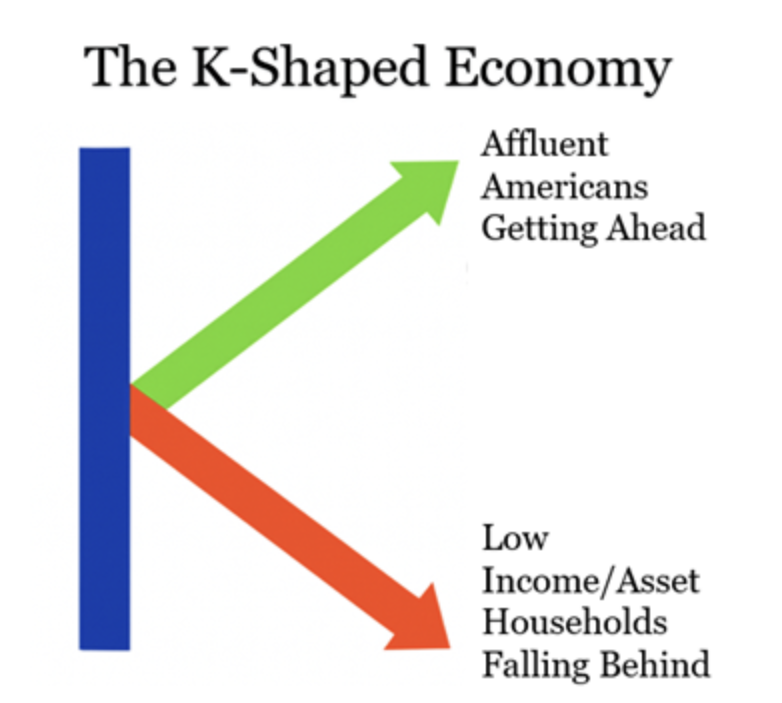 The K-Shaped Economy
Affluent
Americans
Getting Ahead
Low
Income/Asset
Households
Falling Behind